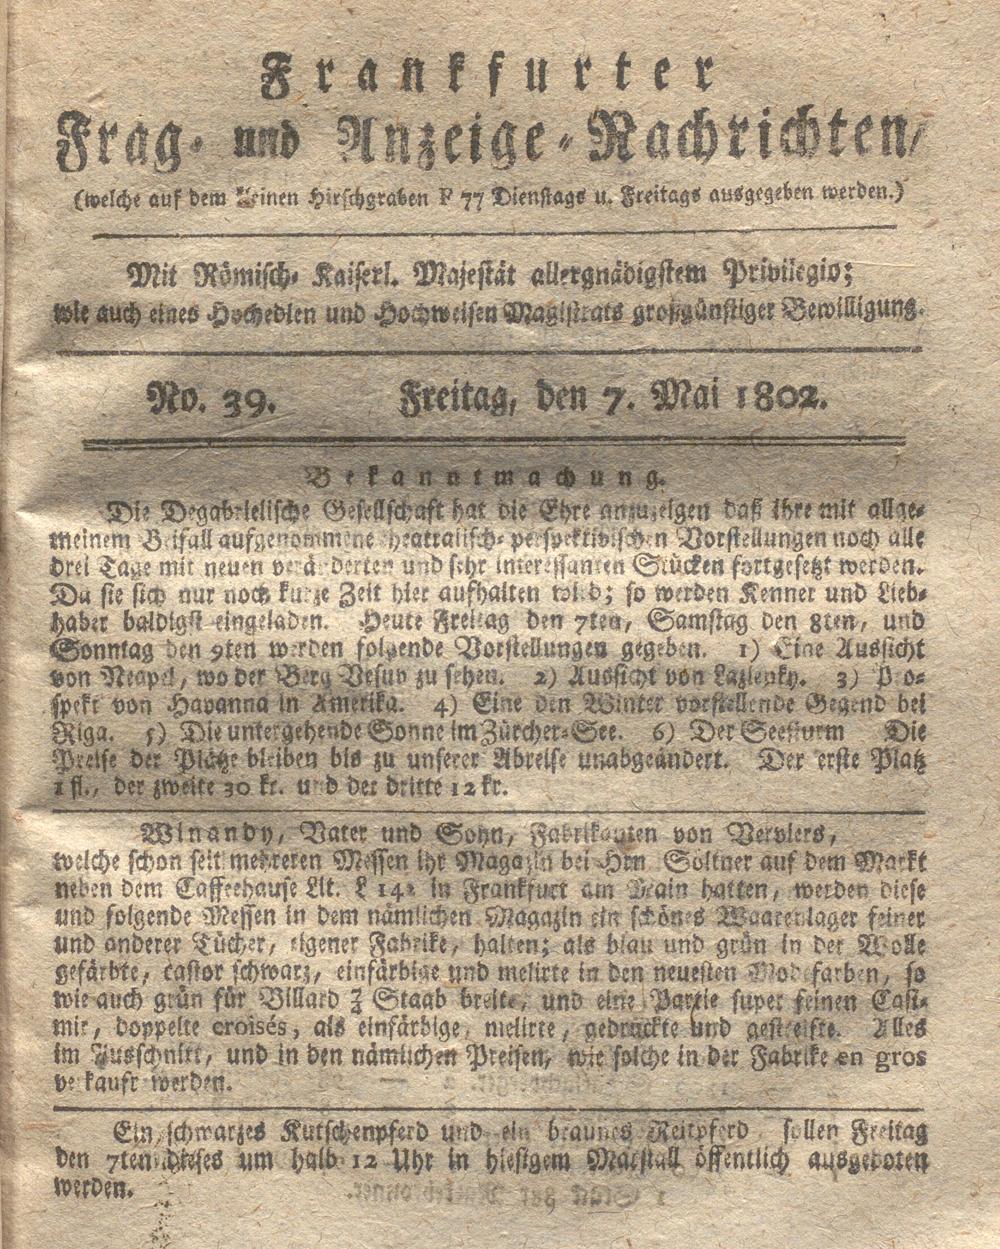 Frankfurter
Frag- und Anzeige-Nachrichten,
(welche auf dem kleinen Hirschgraben F 77 Dienstags u. Freitags ausgegeben werden.)
Mit Römisch- Kaiserl. Majestät allergnädigstem Privilegio;
wie auch eines Hochedlen und Hochweisen Magistrats großgünstiger Bewilligung.
No. 39. Freitag, den 7. Mai 1802.
Bekanntmachung.
Die Degabrielische Gesellschaft hat die Ehre anzuzeigen daß ihre mit allge-
meinem Beifall aufgenommene theatralisch-perspektivischen Vorstellungen noch alle
drei Tage mit neuen veränderten und sehr interessanten Stücken fortgesetzt werden.
Da sie sich nur noch kurze Zeit hier aufhalten wird; so werden Kenner und Lieb-
haber baldigst eingeladen. Heute Freitag den 7ten, Samstag den 8ten, und
Sonntag den 9ten werden folgende Vorstellungen gegeben. 1) Eine Aussicht
von Neapel, wo der Berg Vesuv zu sehen. 2) Aussicht von Lazienky. 3) Pro-
spekt von Havanna in Amerika. 4) Eine den Winter vorstellende Gegend bei
Riga. 5) Die untergehende Sonne im Zürcher-See. 6) Der Seesturm Die
Preise der Plätze bleiben bis zu unserer Abreise unabgeändert. Der erste Platz
1 fl., der zweite 30 kr. und der dritte 12 kr.
Winandy, Vater und Sohn, Fabrikanten von Verviers,
welche schon seit mehreren Messen ihr Magazin bei Hrn Söltner auf dem Markt
neben dem Caffeehause Lit. L 142 in Frankfurt am Main hatten, werden diese
und folgende Messen in dem nämlichen Magazin ein schönes Waarenlager feiner
und anderer Tücher, eigener Fabrike, halten; als blau und grün in der Wolle
gefärbte, castor schwarz, einfärbige und melirte in den neuesten Modefarben, so
wie auch grün für Billard Staab breite, und eine Partie super feinen Casi-
mir, doppelte croisés, als einfärbige, melirte, gedruckte und gestreifte. Alles
im Ausschnitt, und in den nämlichen Preisen, wie solche in der Fabrike en gros
verkauft werden.
Ein schwarzes Kutschenpferd und ein braunes Reitpferd sollen Freitag
den 7ten dieses um halb 12 Uhr in hiesigem Marstall öffentlich ausgeboten
werden.